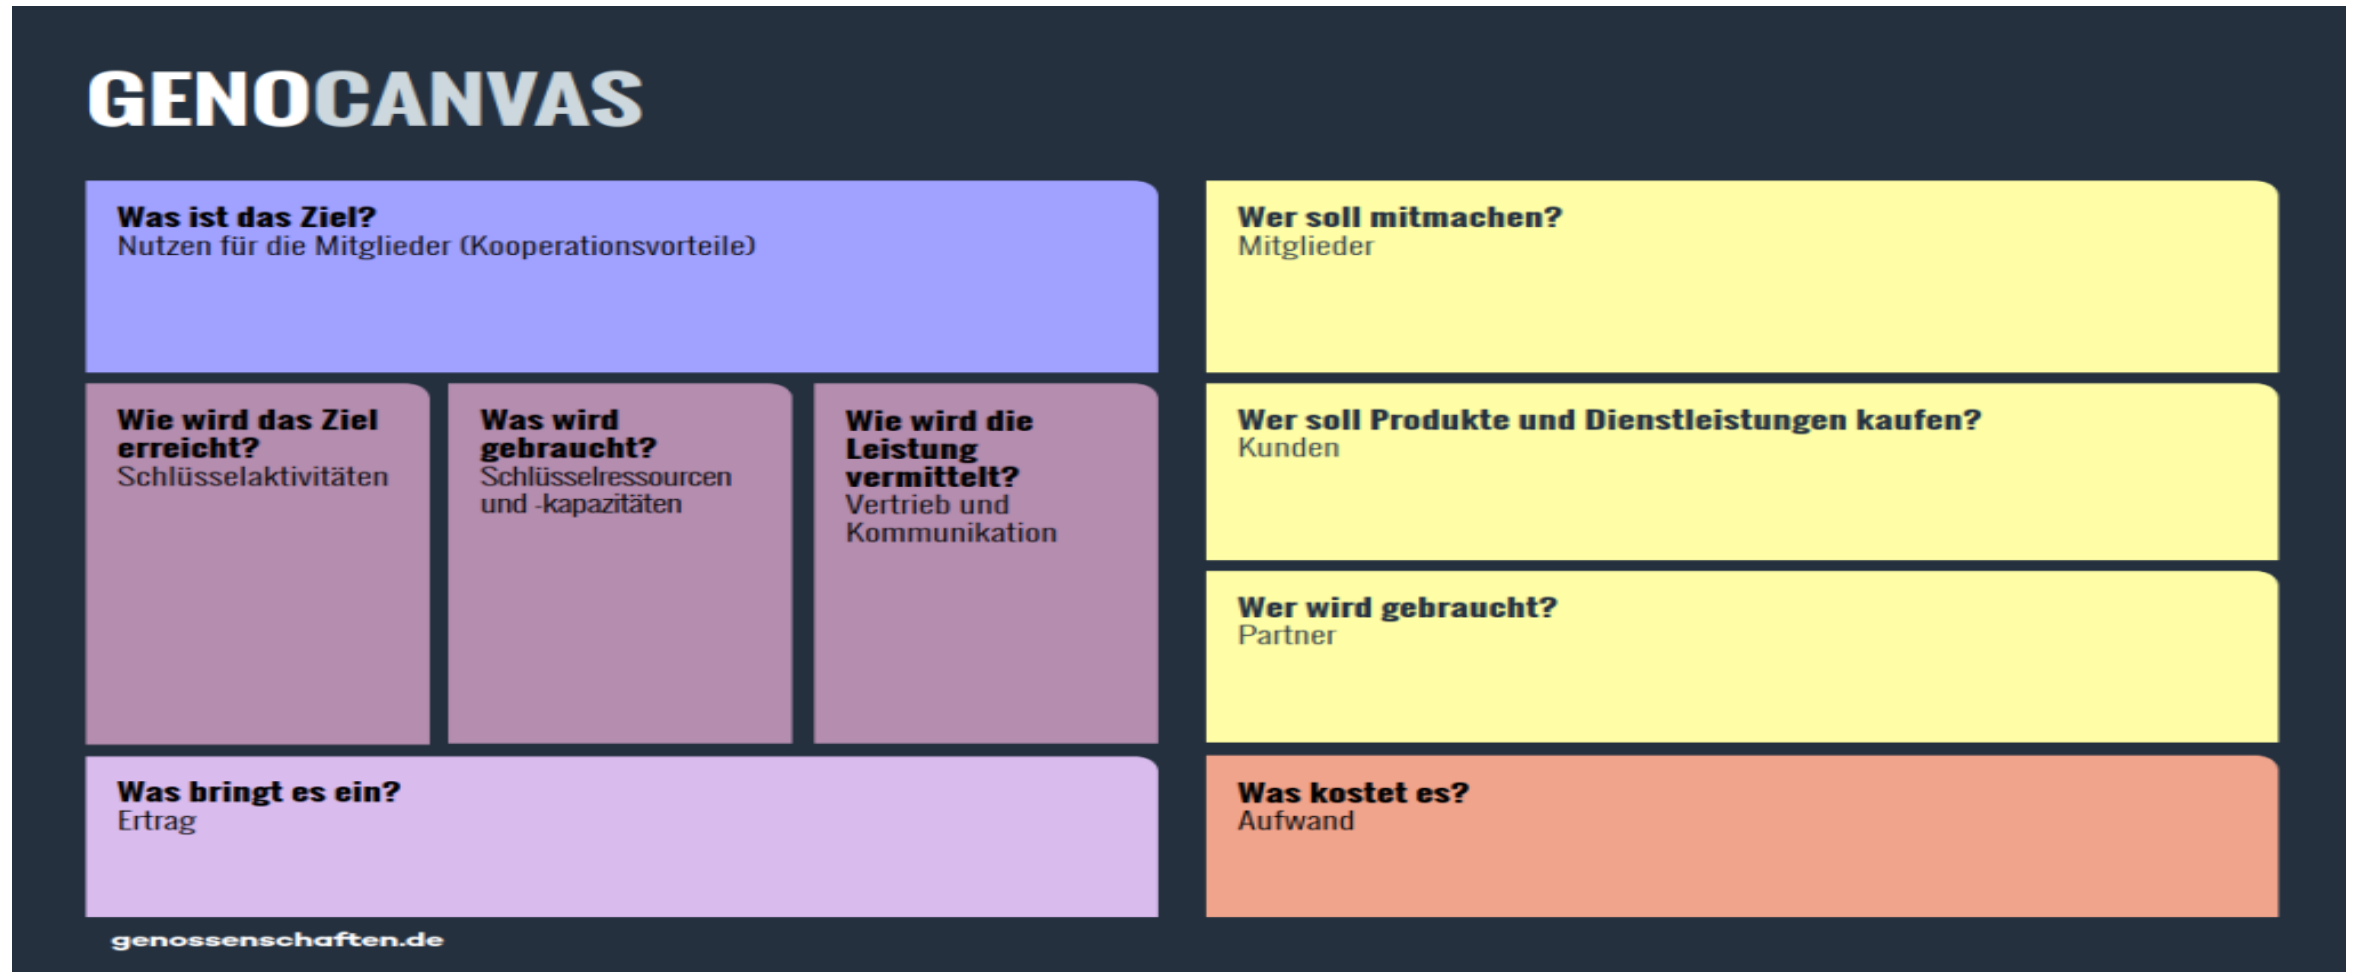 GENOCANVAS
Was ist das Ziel?
Nutzen für die Mitglieder (Kooperationsvorteile)
Wie wird das Ziel
erreicht?
Schlüsselaktivitäten
Was wird
gebraucht?
Schlüsselressourcen
und -kapazitäten
Wie wird die
Leistung
vermittelt?
Vertrieb und
Kommunikation
Was bringt es ein?
Ertrag
Wer soll mitmachen?
Mitglieder
Wer soll Produkte und Dienstleistungen kaufen?
Kunden
Wer wird gebraucht?
Partner
Was kostet es?
Aufwand
genossenschaften.de